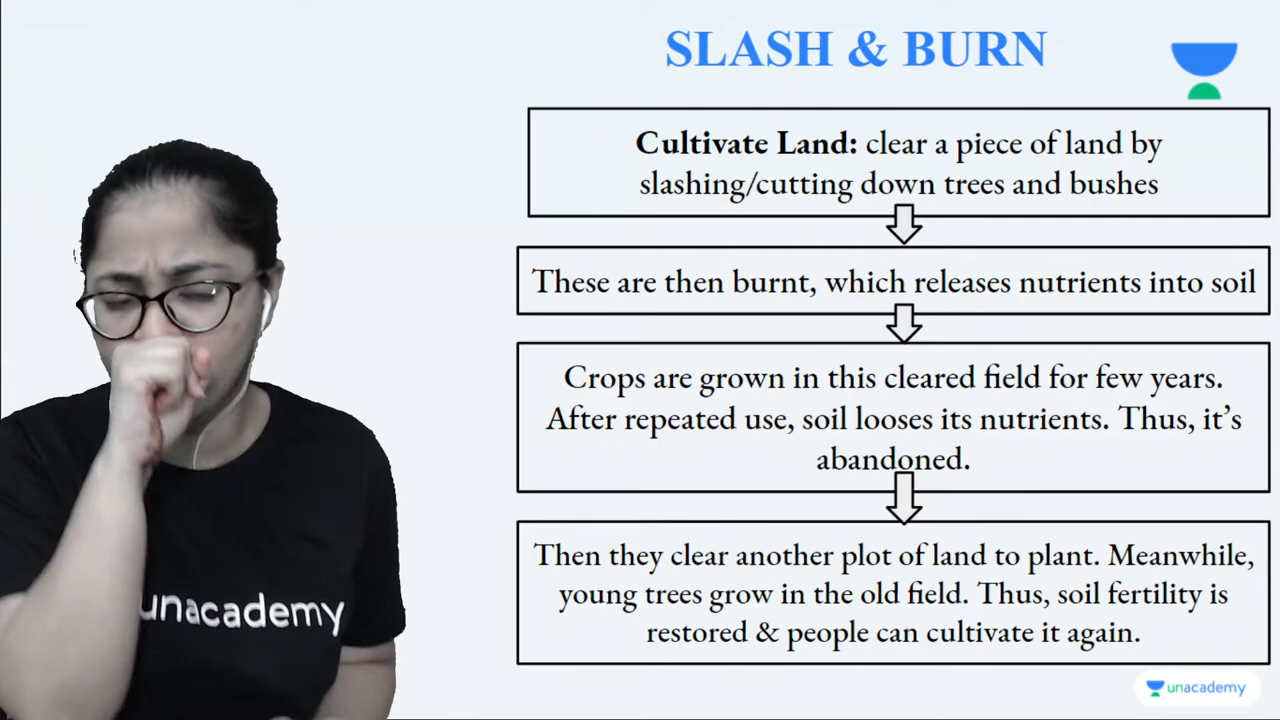 SLASH & BURN
Cultivate Land: clear a piece of land by
slashing/cutting down trees and bushes
These are then burnt, which releases nutrients into soil
Crops are grown in this cleared field for few years.
After repeated use, soil looses its nutrients. Thus, it’s
abandoned.
Then they clear another plot of land to plant. Meanwhile,
young trees grow in the old field. Thus, soil fertility is
restored & people can cultivate it again.
unacademy
unacademy